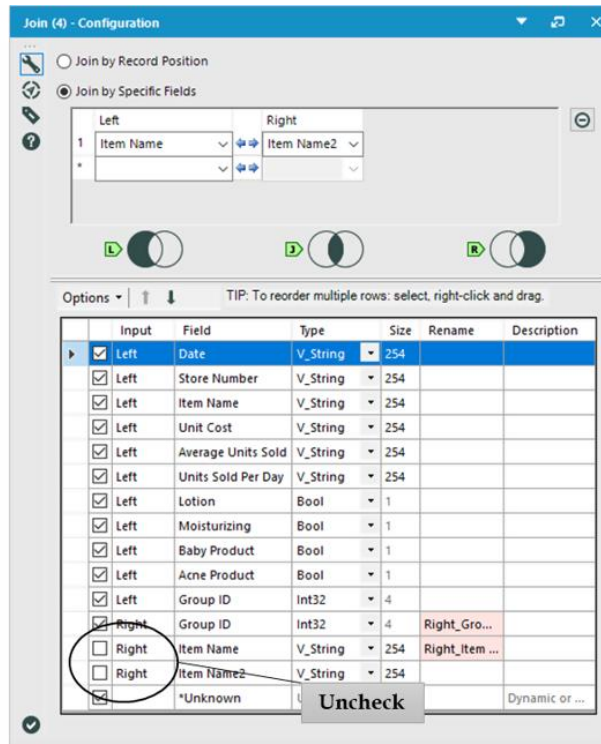 Join (4) - Configuration
Join by Record Position
Join by Specific Fields
Left Right
1 Item Name Item Name2
*
L J R
Options TIP: To reorder multiple rows: select, right-click and drag.
Input Field Type Size Rename Description
Left Date V_String 254
Left Store Number V_String 254
Left Item Name V_String 254
Left Unit Cost V_String 254
Left Average Units Sold V_String 254
Left Units Sold Per Day V_String 254
Left Lotion Bool 1
Left Moisturizing Bool 1
Left Baby Product Bool 1
Left Acne Product Bool 1
Left Group ID Int32 4
Right Group ID Int32 4 Right_Gro...
Right Item Name V_String 254 Right_Item ...
Right Item Name2 V_String 254
*Unknown Dynamic or ...
Uncheck